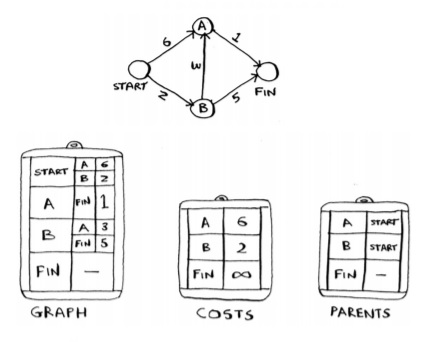 A
6
1
3
START
2
B
5
FIN
START A 6
B 2
A FIN 1
B A 3
FIN 5
FIN —
GRAPH
A 6
B 2
FIN ∞
COSTS
A START
B START
FIN -
PARENTS